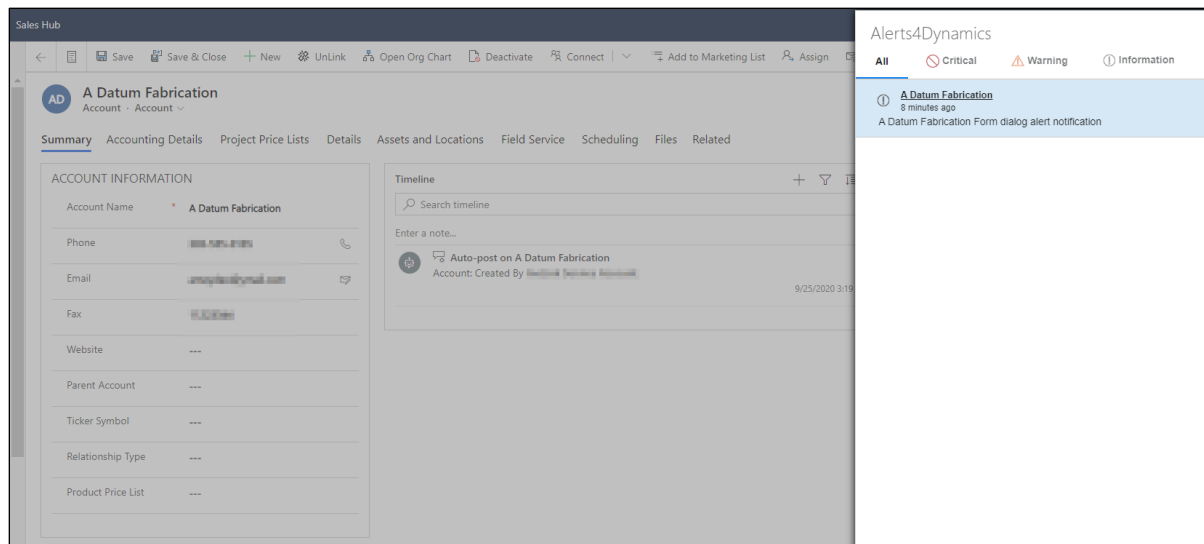 Sales Hub
Save
Save & Close
New
UnLink
Open Org Chart
Deactivate
Connect
Add to Marketing List
Assign
AD
A Datum Fabrication
Account · Account
Summary
Accounting Details
Project Price Lists
Details
Assets and Locations
Field Service
Scheduling
Files
Related
ACCOUNT INFORMATION
Account Name * A Datum Fabrication
Phone
Email
Fax
Website ---
Parent Account ---
Ticker Symbol ---
Relationship Type ---
Product Price List ---
Timeline
Search timeline
Enter a note...
Auto-post on A Datum Fabrication
Account: Created By
9/25/2020 3:19
Alerts4Dynamics
All
Critical
Warning
Information
A Datum Fabrication
8 minutes ago
A Datum Fabrication Form dialog alert notification